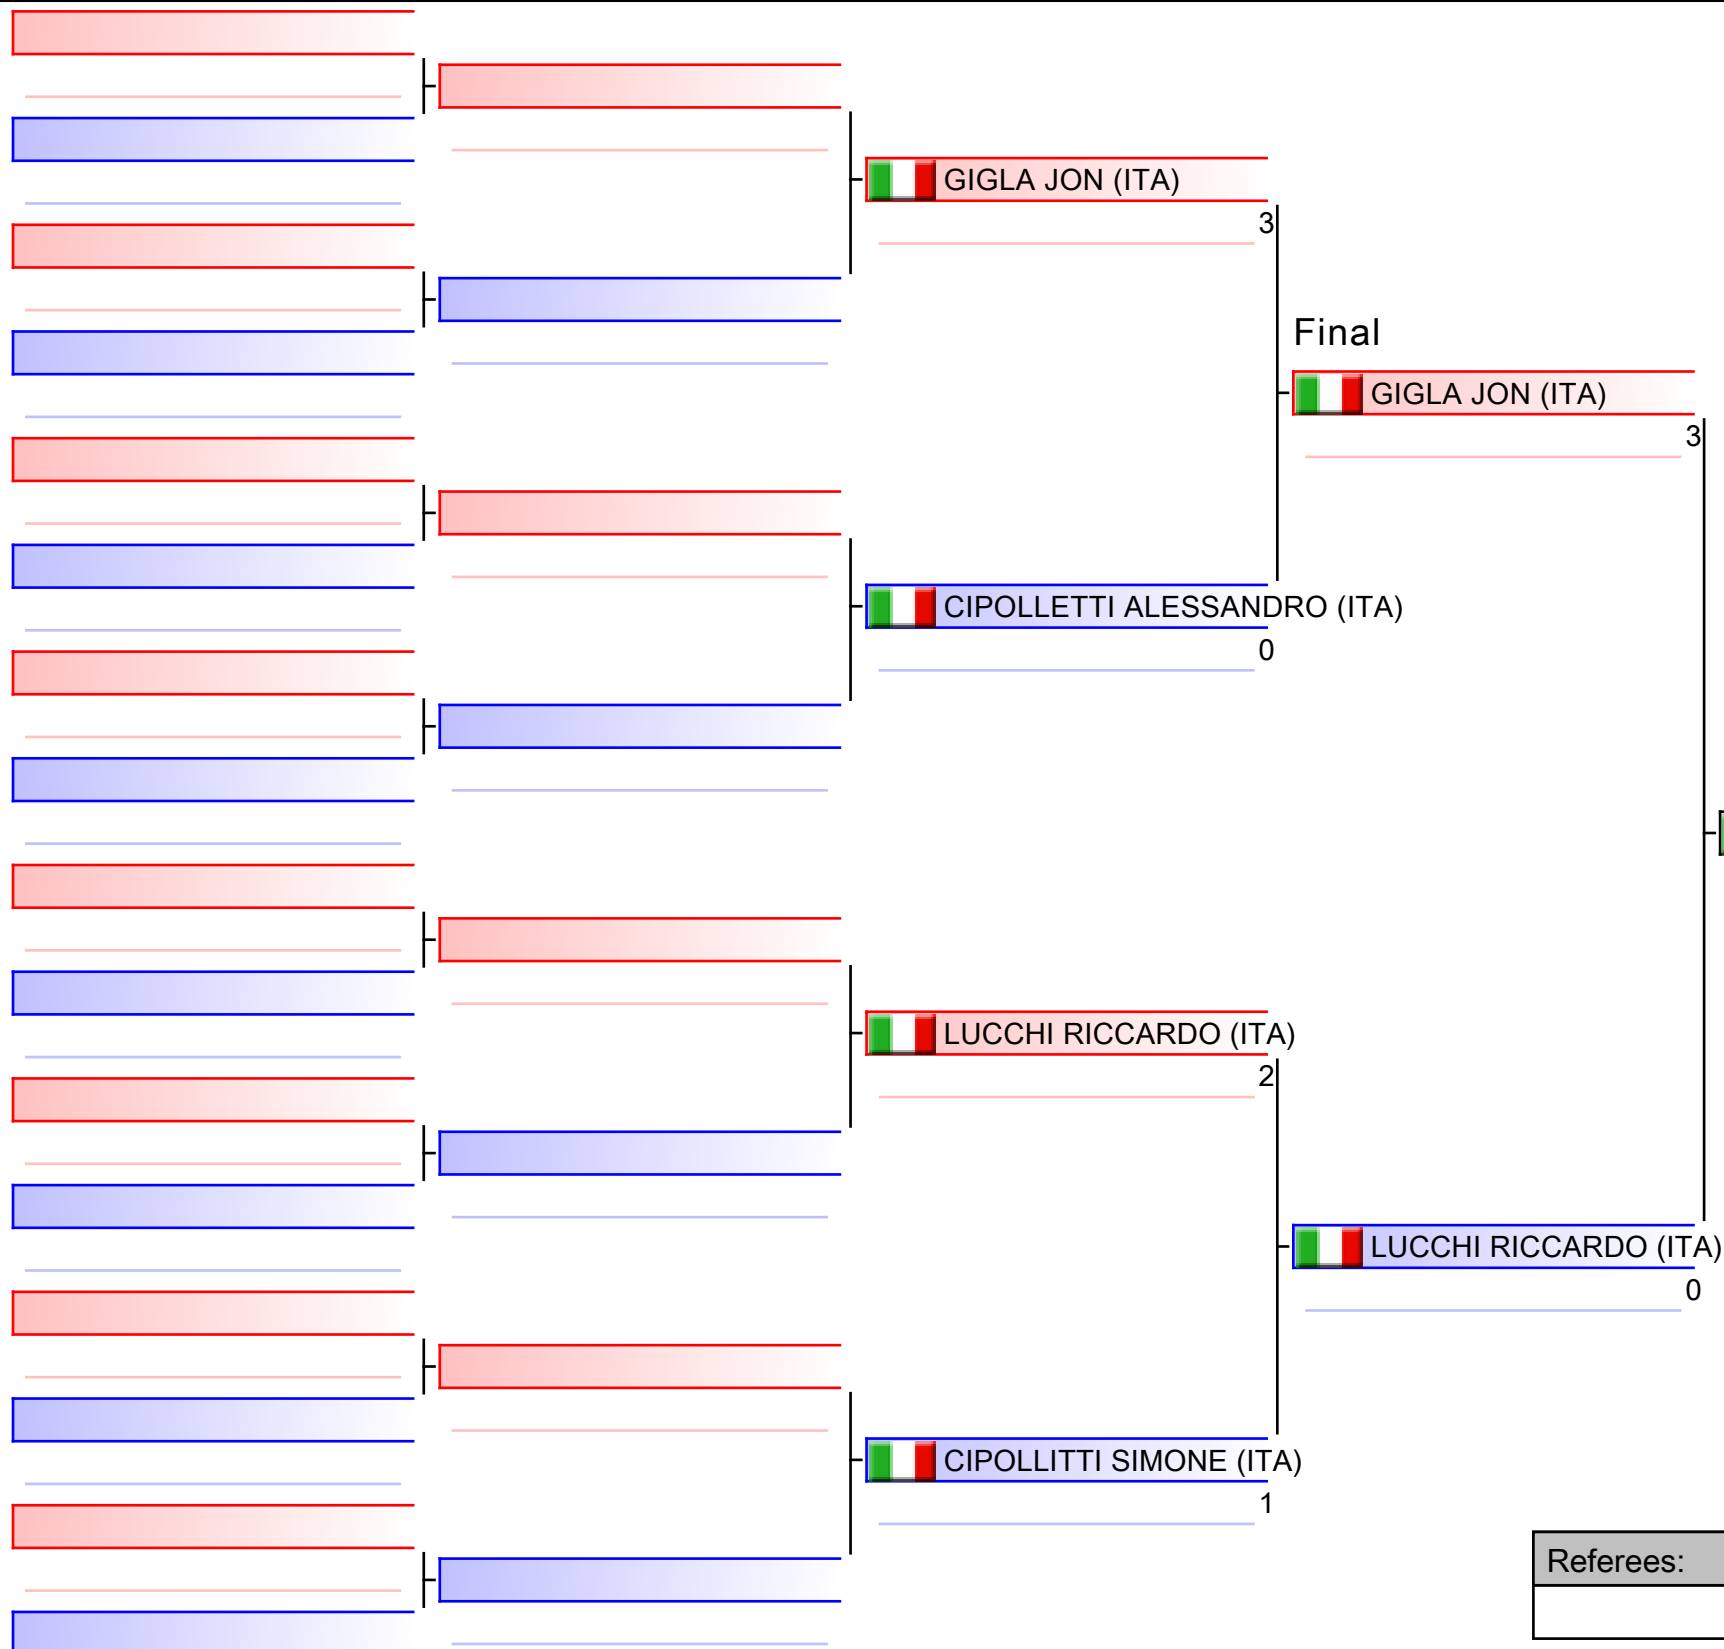 GIGLA JON (ITA)
3
Final
GIGLA JON (ITA)
3
CIPOLLETTI ALESSANDRO (ITA)
0
LUCCHI RICCARDO (ITA)
2
LUCCHI RICCARDO (ITA)
0
CIPOLLITTI SIMONE (ITA)
1
Referees: